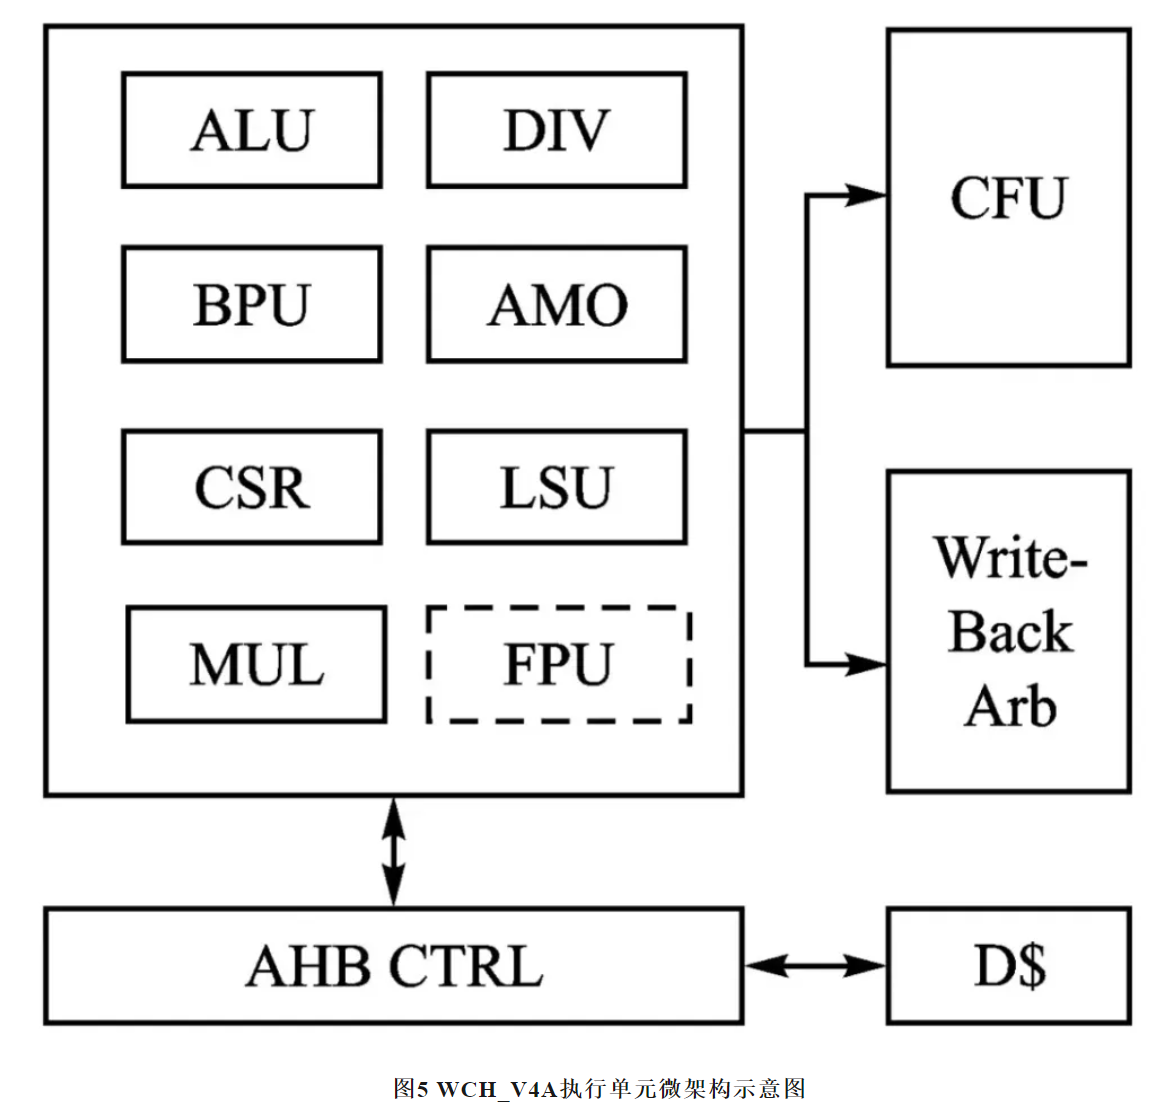 ALU
DIV
BPU
AMO
CSR
LSU
MUL
FPU
CFU
Write-
Back
Arb
AHB CTRL
D$
图5 WCH_V4A执行单元微架构示意图